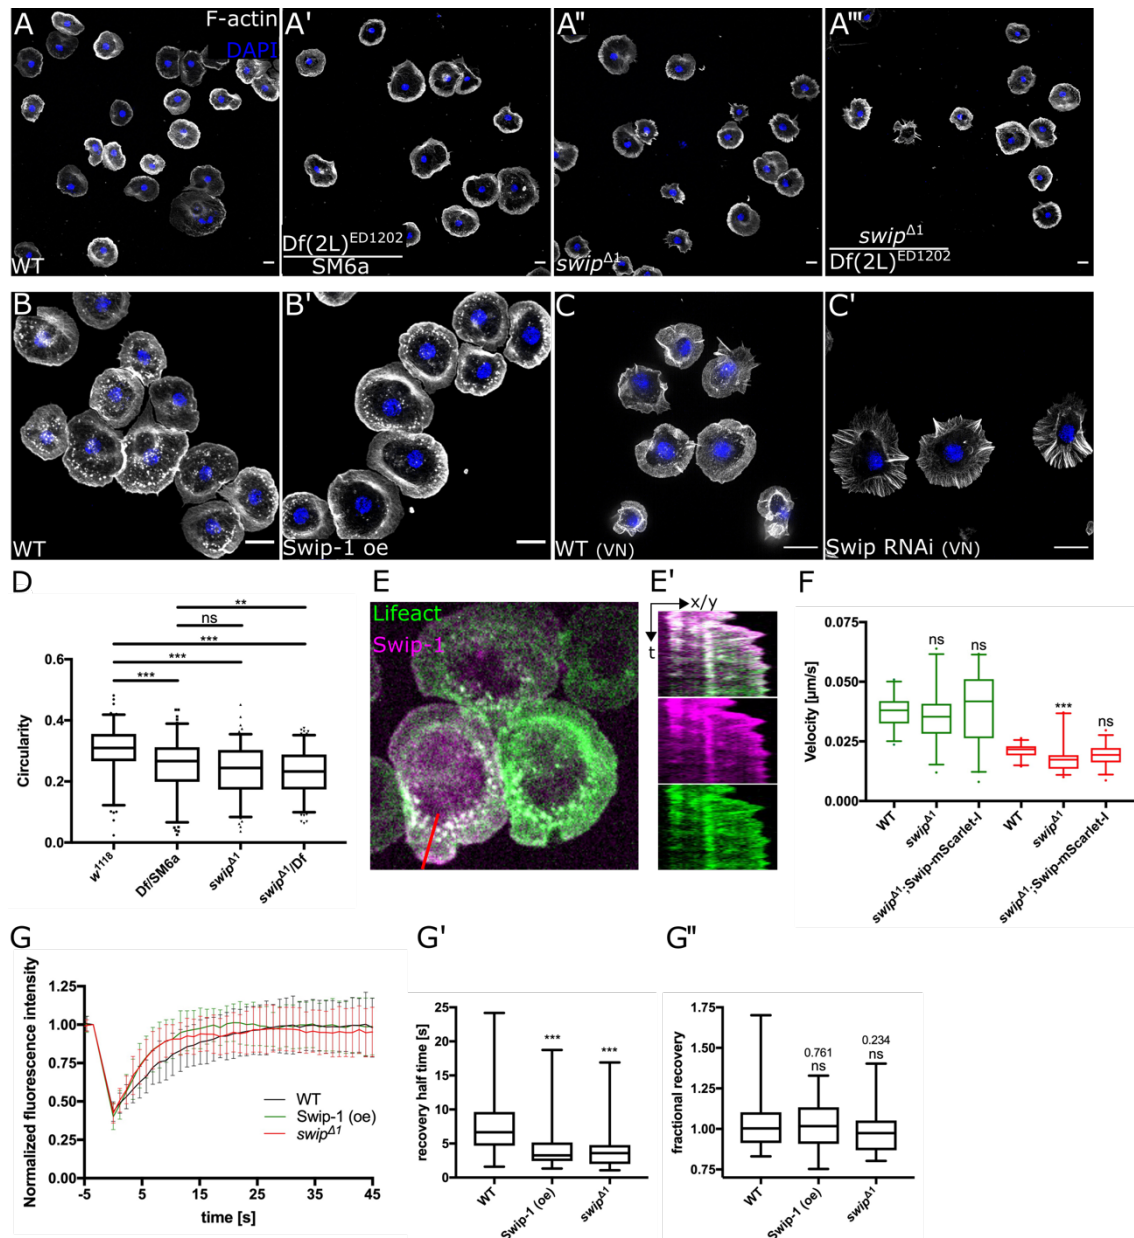 A
F-actin
DAPI
WT
A'
Df(2L)ED1202
SM6a
A"
swipΔ1
A'''
swipΔ1
Df(2L)ED1202
B
WT
B'
Swip-1 oe
C
WT (VN)
C'
Swip RNAi (VN)
D
**
ns
***
***
***
Circularity
0.6
0.4
0.2
0.0
w1118
Df/SM6a
swipΔ1
swipΔ1/Df
E
Lifeact
Swip-1
E'
x/y
t
F
Velocity [µm/s]
0.075
0.050
0.025
0.000
ns
ns
***
ns
WT
swipΔ1
swipΔ1;Swip-mScarlet-I
WT
swipΔ1
swipΔ1;Swip-mScarlet-I
G
Normalized fluorescence intensity
1.25
1.00
0.75
0.50
0.25
0.00
-5
5
15
25
35
45
time [s]
WT
Swip-1 (oe)
swipΔ1
G'
recovery half time [s]
25
20
15
10
5
0
***
***
WT
Swip-1 (oe)
swipΔ1
G"
fractional recovery
1.75
1.50
1.25
1.00
0.75
0.761
ns
0.234
ns
WT
Swip-1 (oe)
swipΔ1